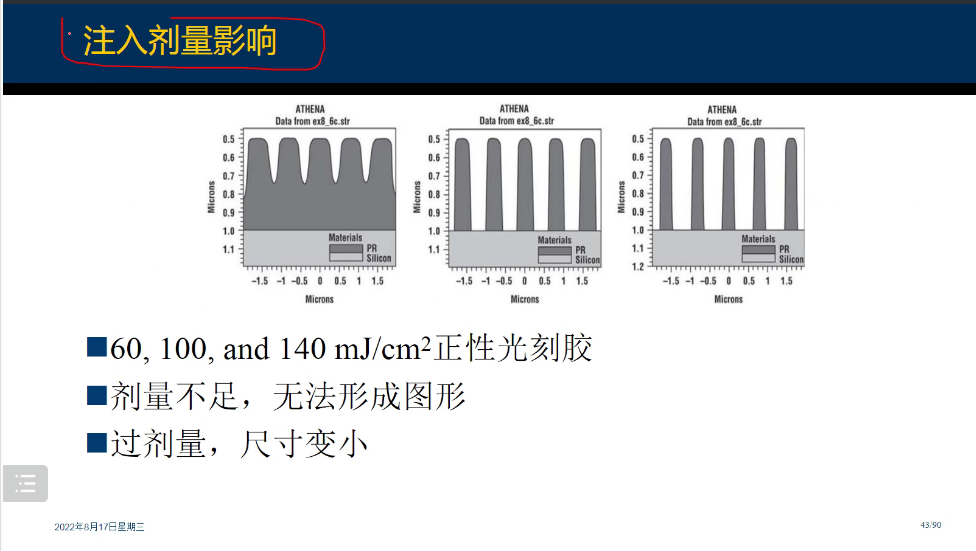 注入剂量影响
ATHENA
Data from ex8_6c.str
0.5
0.6
0.7
0.8
0.9
1.0
1.1
Microns
Materials
PR
Silicon
-1.5 -1 -0.5 0 0.5 1 1.5
Microns
ATHENA
Data from ex8_6c.str
0.5
0.6
0.7
0.8
0.9
1.0
1.1
Microns
Materials
PR
Silicon
-1.5 -1 -0.5 0 0.5 1 1.5
Microns
ATHENA
Data from ex8_6c.str
0.5
0.6
0.7
0.8
0.9
1.0
1.1
1.2
Microns
Materials
PR
Silicon
-1.5 -1 -0.5 0 0.5 1 1.5
Microns
■60, 100, and 140 mJ/cm²正性光刻胶
■剂量不足，无法形成图形
■过剂量，尺寸变小
2022年8月17日星期三
43/90